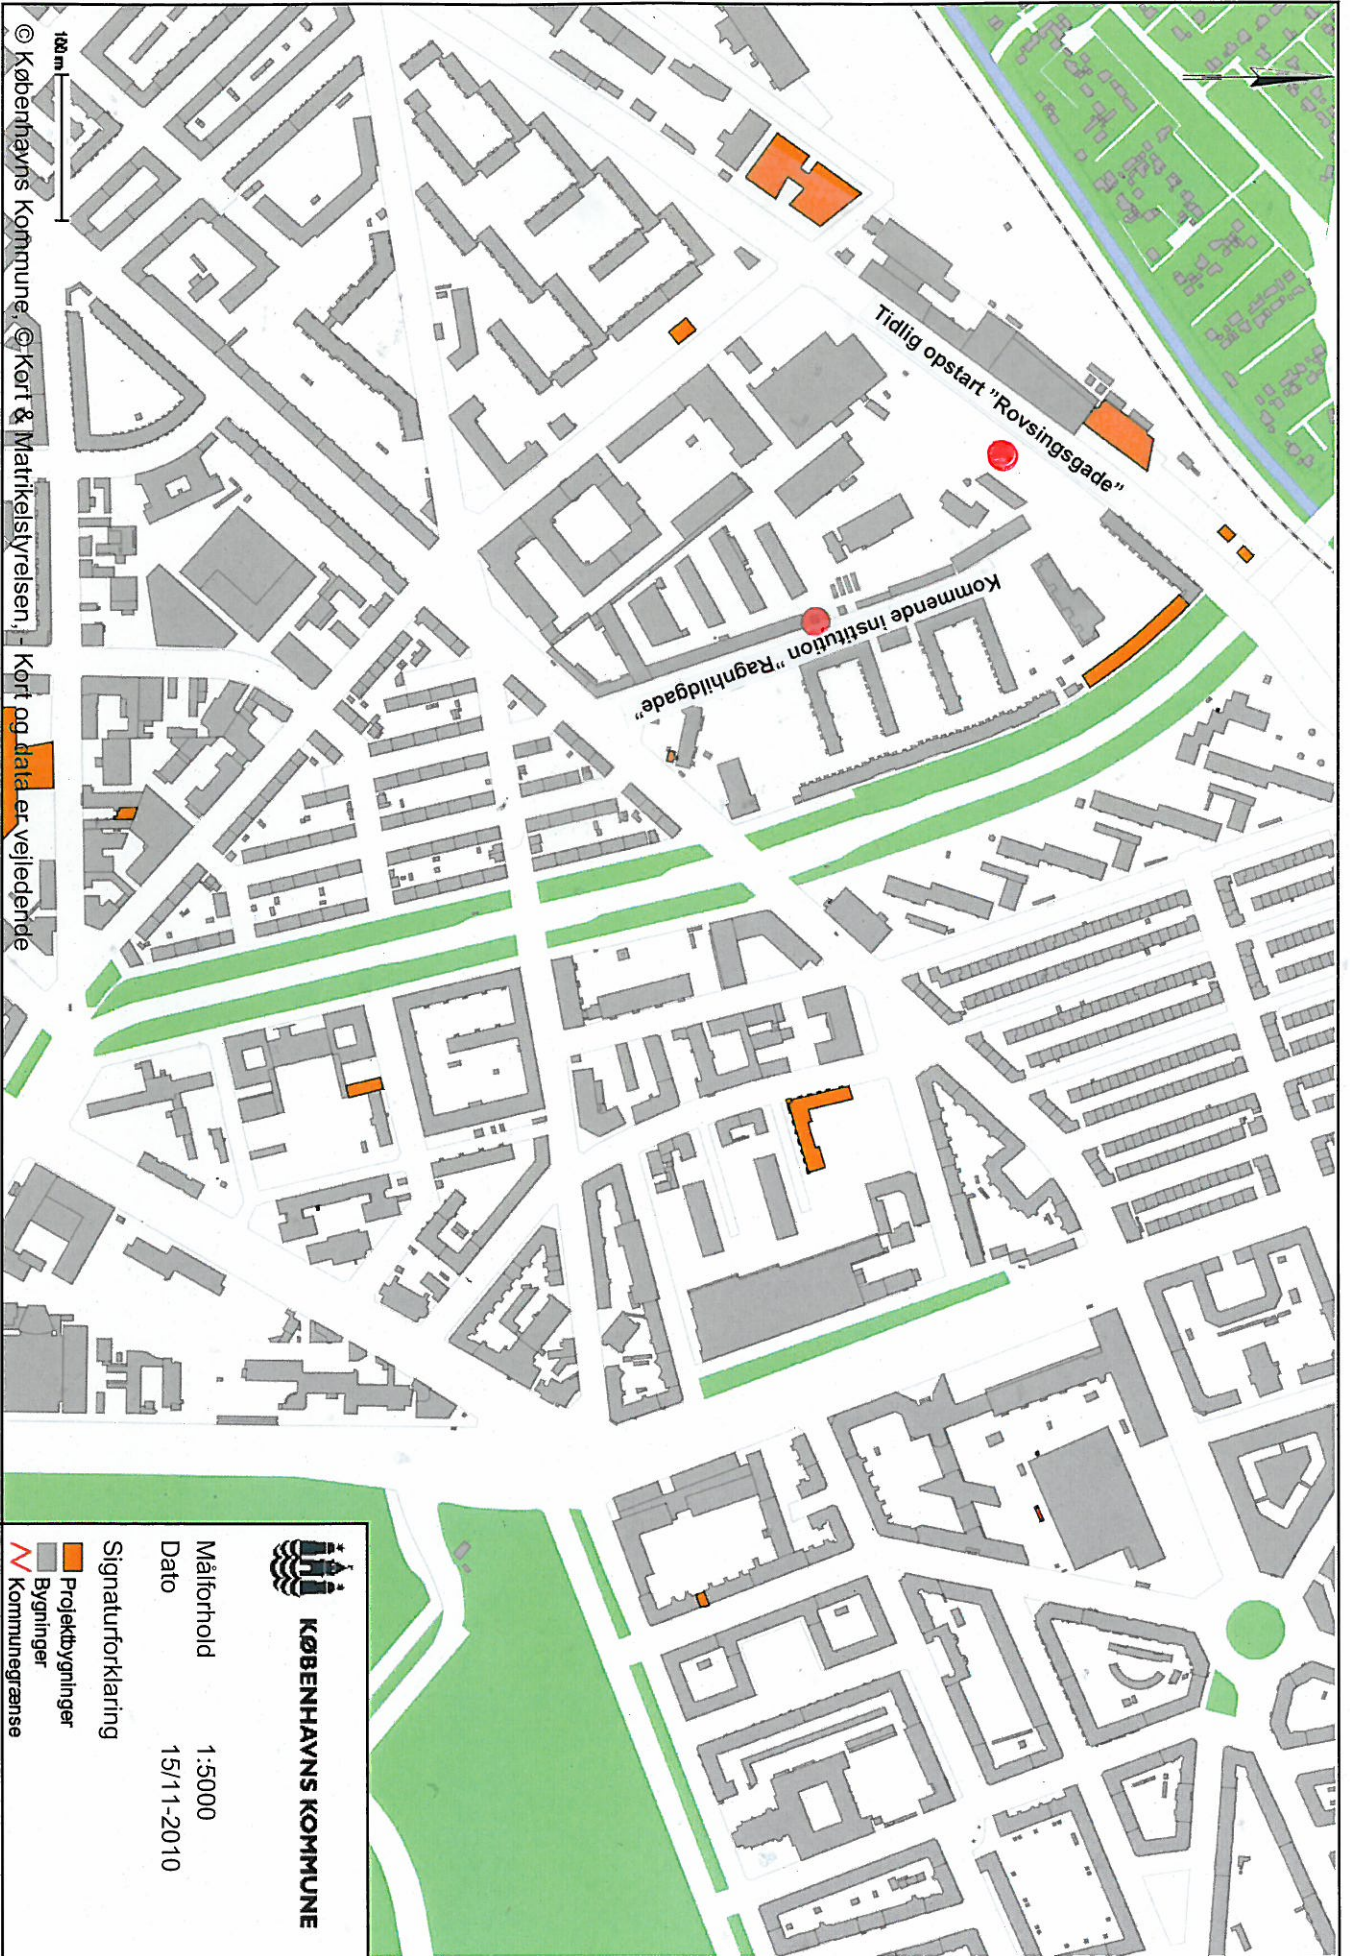 Tidlig opstart ”Rovsingsgade”
Kommende institution ”Ragnhildgade”
100 m
© Københavns Kommune, © Kort & Matrikelstyrelsen, - Kort og data er vejledende
KØBENHAVNS KOMMUNE
Målforhold 1:5000
Dato 15/11-2010
Signaturforklaring
Projektbygninger
Bygninger
Kommunegrænse